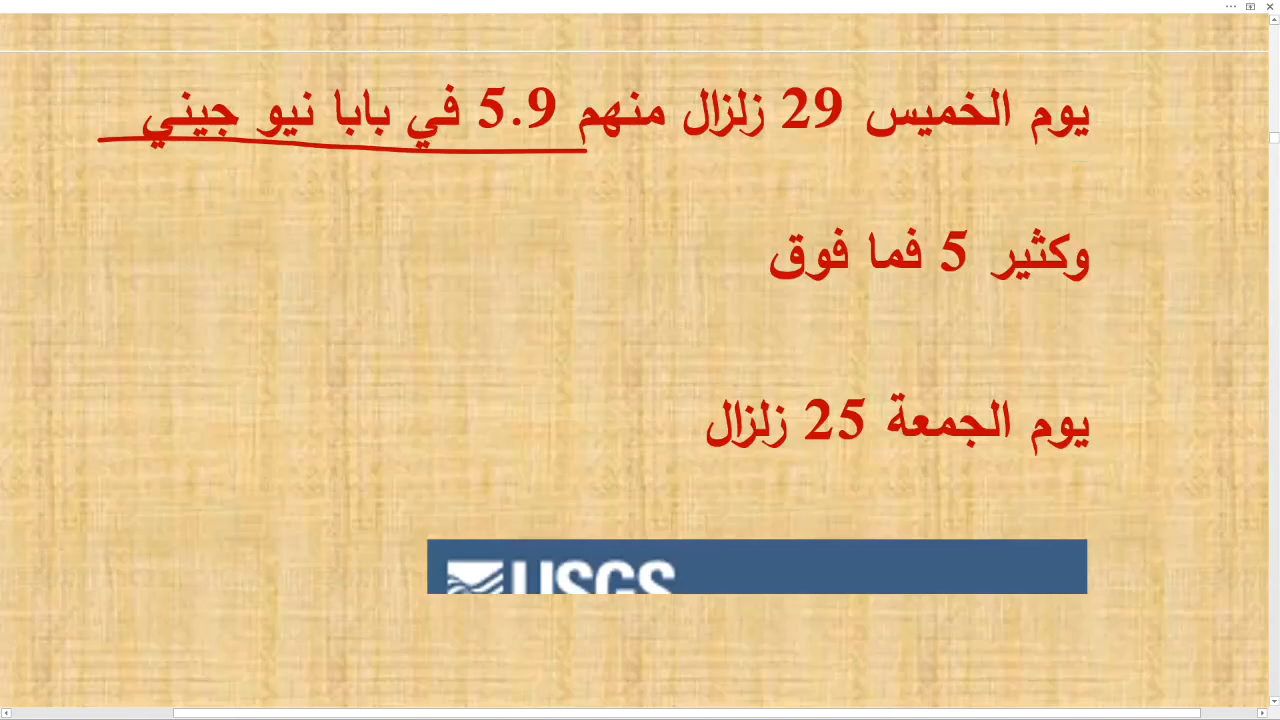 يوم الخميس 29 زلزال منهم 5.9 في بابا نيو جيني
وكثير 5 فما فوق
يوم الجمعة 25 زلزال
USGS